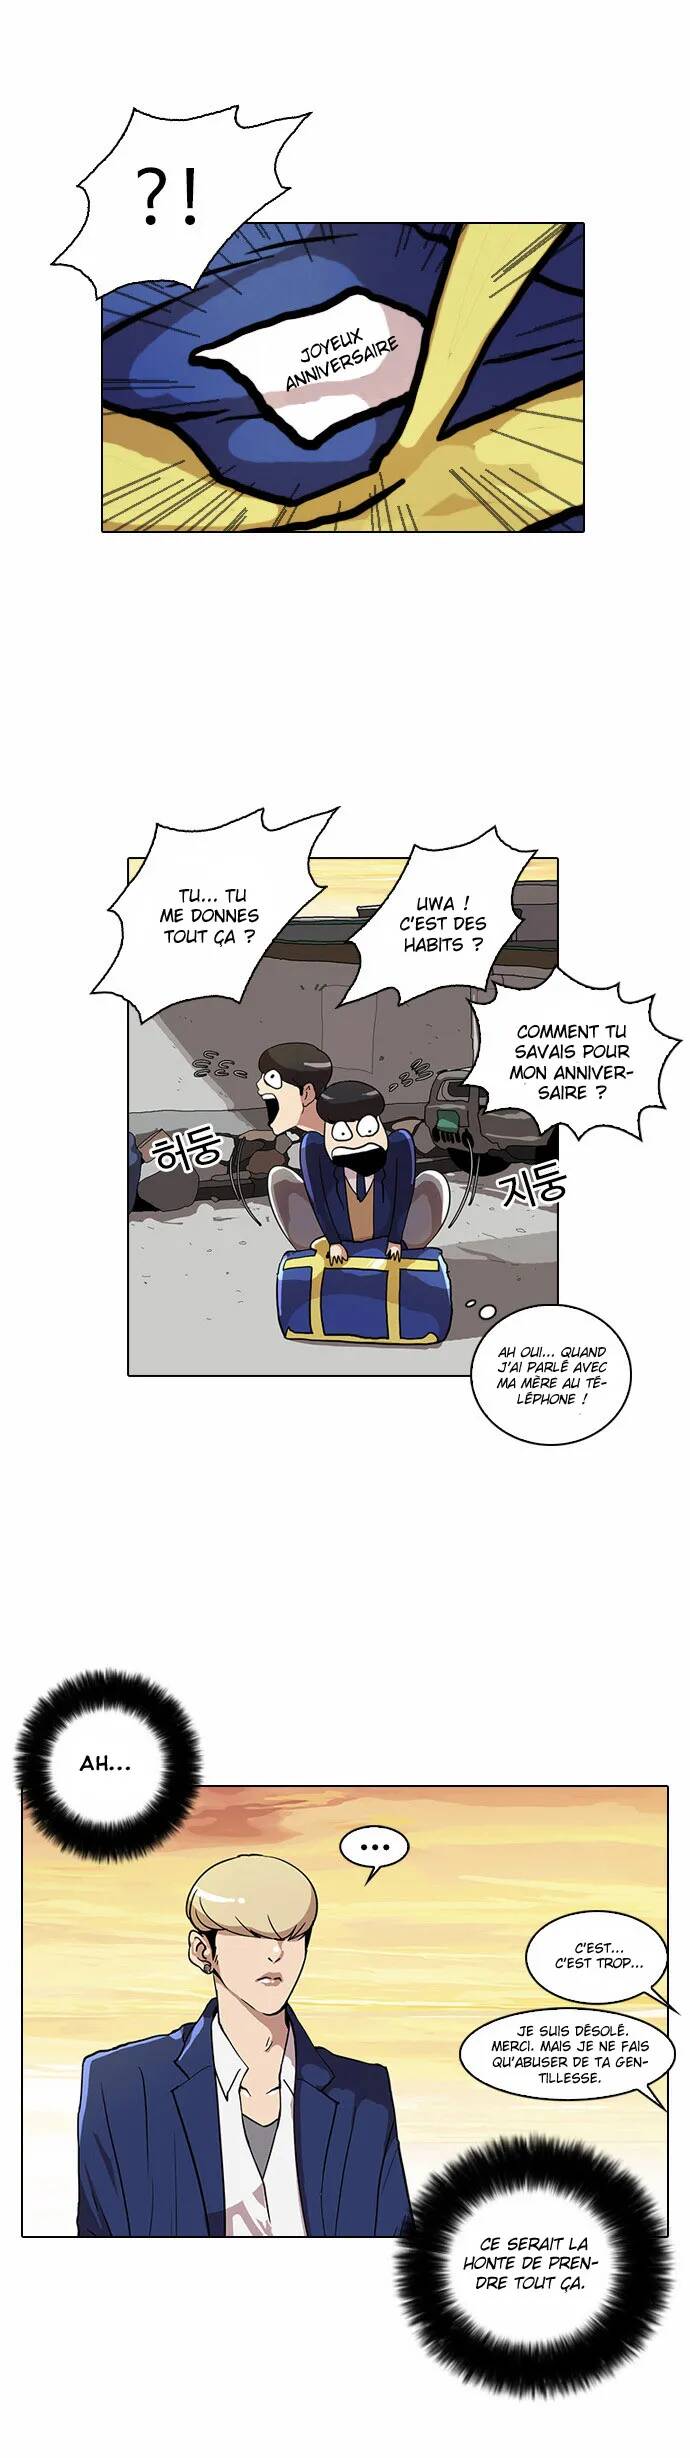 ?!
JOYEUX
ANNIVERSAIRE
TU... TU
ME DONNES
TOUT ÇA ?
UWA !
C'EST DES
HABITS ?
COMMENT TU
SAVAIS POUR
MON ANNIVER-
SAIRE ?
허둥
지둥
AH OUI... QUAND
J'AI PARLÉ AVEC
MA MÈRE AU TÉ-
LÉPHONE !
AH...
...
C'EST...
C'EST TROP...
JE SUIS DÉSOLÉ.
MERCI. MAIS JE NE FAIS
QU'ABUSER DE TA GEN-
TILLESSE.
CE SERAIT LA
HONTE DE PREN-
DRE TOUT ÇA.